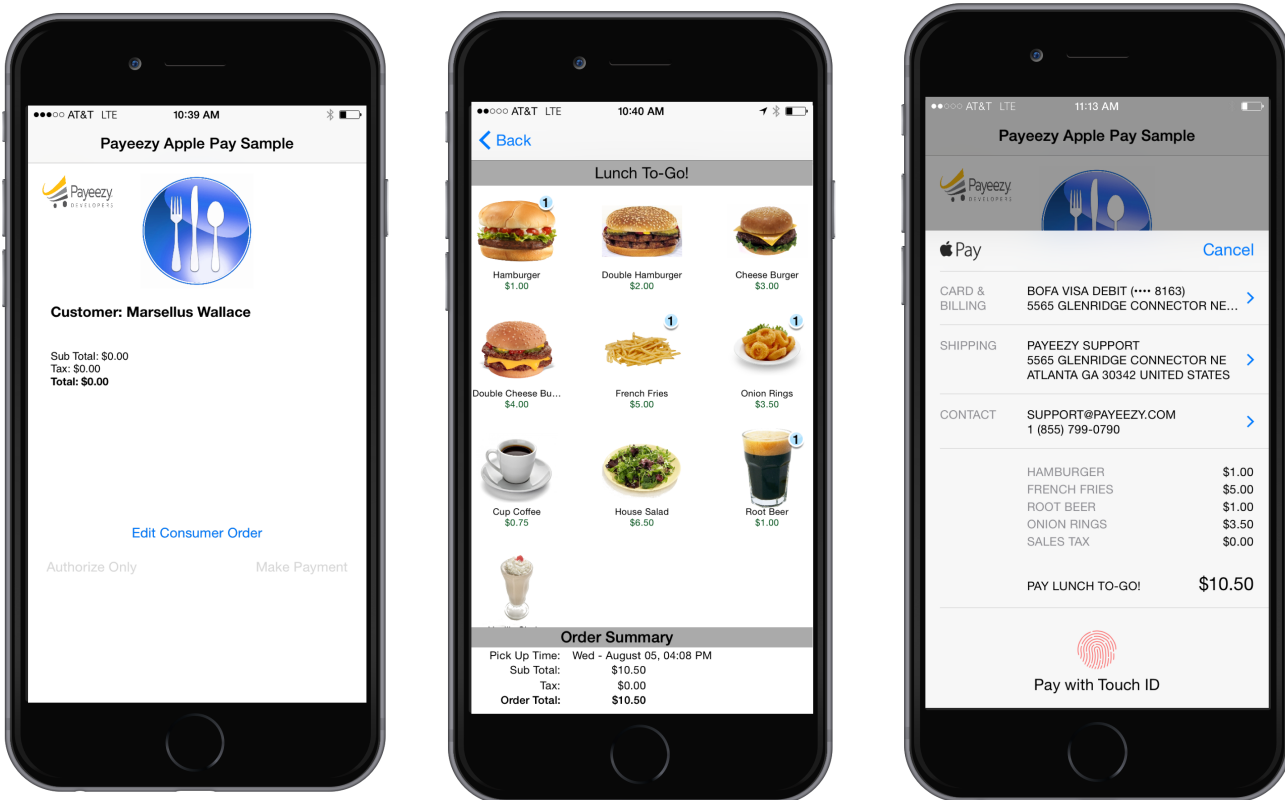 ●●●○○ AT&T LTE 10:39 AM
Payeezy Apple Pay Sample
Payeezy
DEVELOPERS
Customer: Marsellus Wallace
Sub Total: $0.00
Tax: $0.00
Total: $0.00
Edit Consumer Order
Authorize Only Make Payment
●●○○○ AT&T LTE 10:40 AM
Back
Lunch To-Go!
1
Hamburger Double Hamburger Cheese Burger
$1.00 $2.00 $3.00
1 1
Double Cheese Bu... French Fries Onion Rings
$4.00 $5.00 $3.50
1
Cup Coffee House Salad Root Beer
$0.75 $6.50 $1.00
Order Summary
Pick Up Time: Wed - August 05, 04:08 PM
Sub Total: $10.50
Tax: $0.00
Order Total: $10.50
●●○○○ AT&T LTE 11:13 AM
Payeezy Apple Pay Sample
Payeezy
DEVELOPERS
Pay Cancel
CARD & BOFA VISA DEBIT (•••• 8163)
BILLING 5565 GLENRIDGE CONNECTOR NE...
SHIPPING PAYEEZY SUPPORT
5565 GLENRIDGE CONNECTOR NE
ATLANTA GA 30342 UNITED STATES
CONTACT SUPPORT@PAYEEZY.COM
1 (855) 799-0790
HAMBURGER $1.00
FRENCH FRIES $5.00
ROOT BEER $1.00
ONION RINGS $3.50
SALES TAX $0.00
PAY LUNCH TO-GO! $10.50
Pay with Touch ID